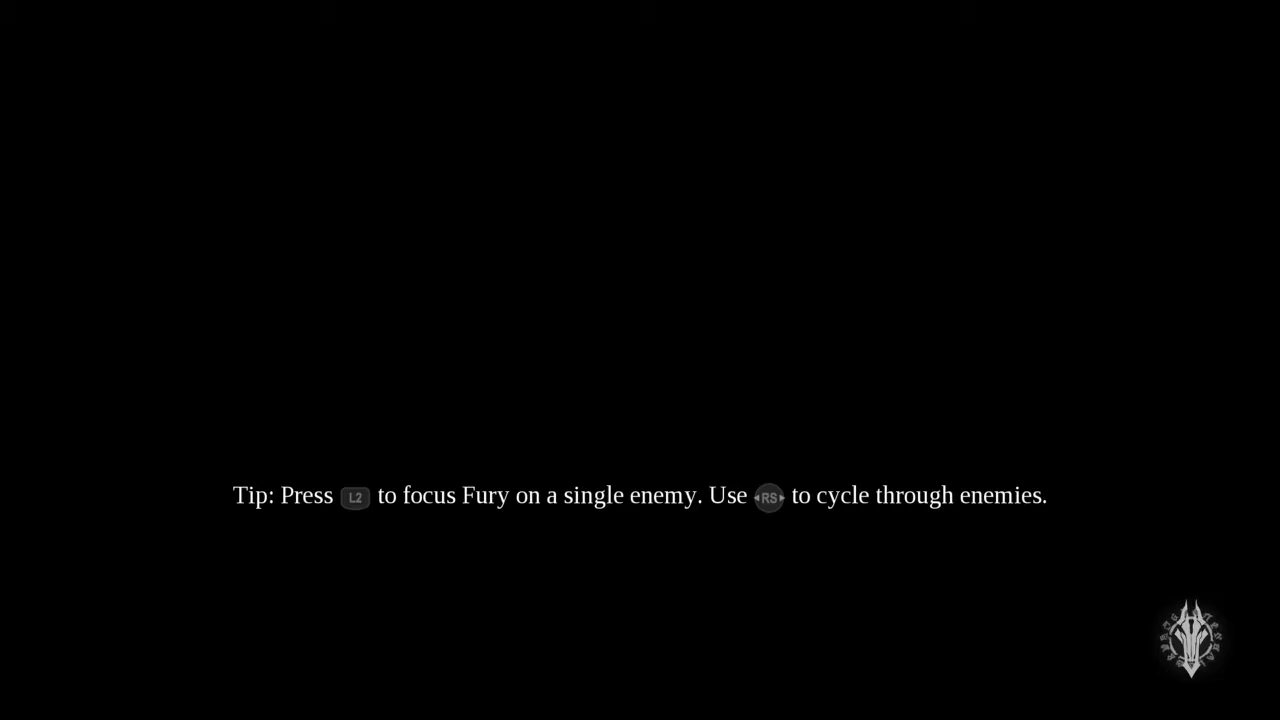 Tip: Press L2 to focus Fury on a single enemy. Use RS to cycle through enemies.